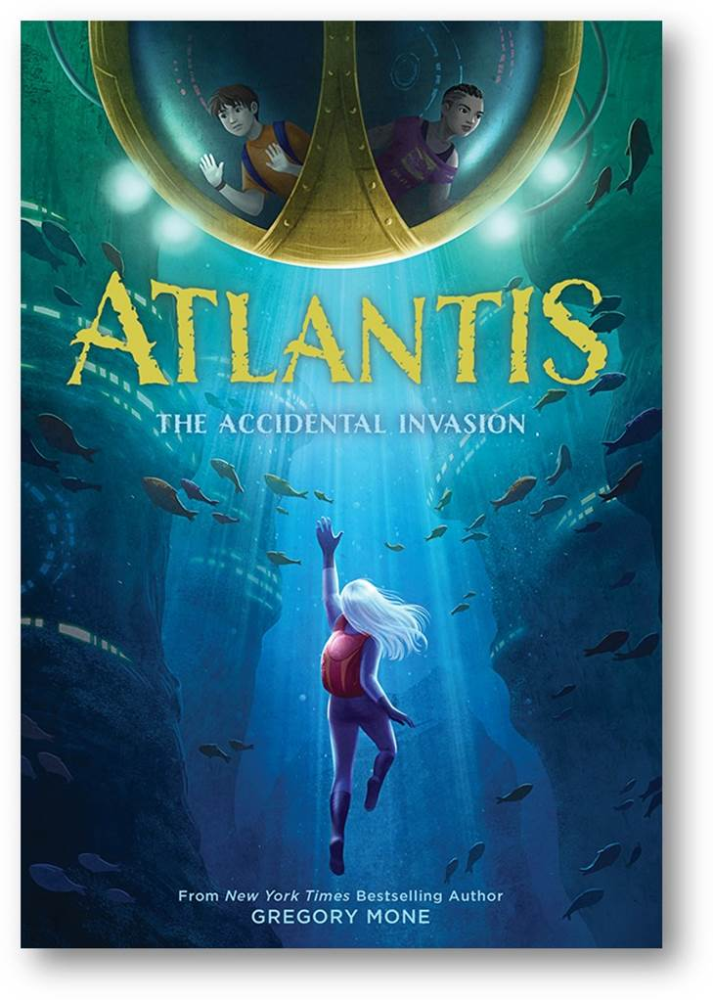 ATLANTIS
THE ACCIDENTAL INVASION
From New York Times Bestselling Author
GREGORY MONE